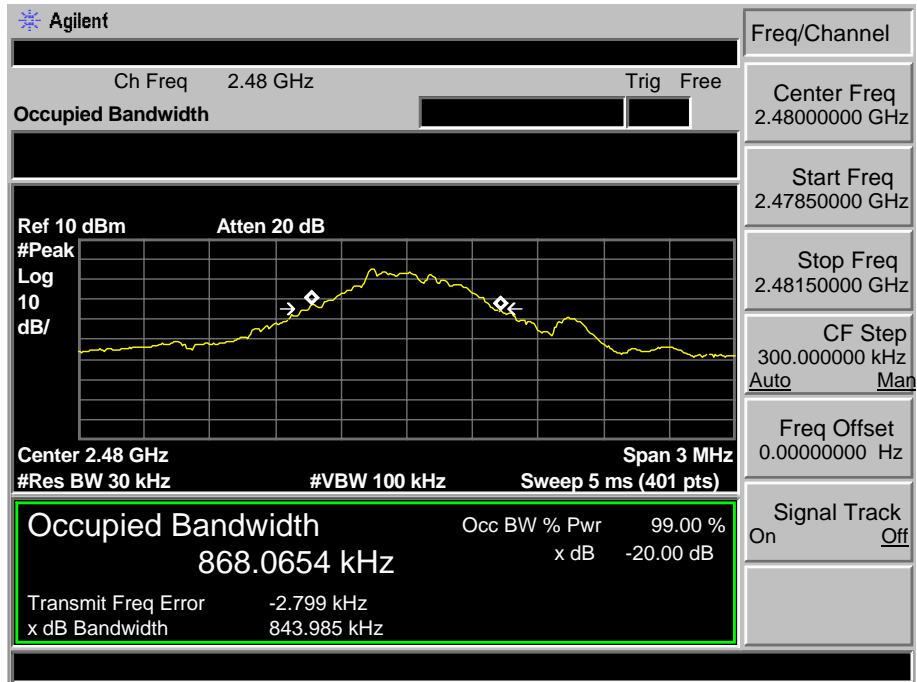 Agilent
Freq/Channel
Ch Freq 2.48 GHz Trig Free
Occupied Bandwidth
Center Freq
2.48000000 GHz
Start Freq
2.47850000 GHz
Stop Freq
2.48150000 GHz
CF Step
300.000000 kHz
Auto Man
Freq Offset
0.00000000 Hz
Signal Track
On Off
Ref 10 dBm Atten 20 dB
#Peak
Log
10
dB/
Center 2.48 GHz Span 3 MHz
#Res BW 30 kHz #VBW 100 kHz Sweep 5 ms (401 pts)
Occupied Bandwidth Occ BW % Pwr 99.00 %
868.0654 kHz x dB -20.00 dB
Transmit Freq Error -2.799 kHz
x dB Bandwidth 843.985 kHz